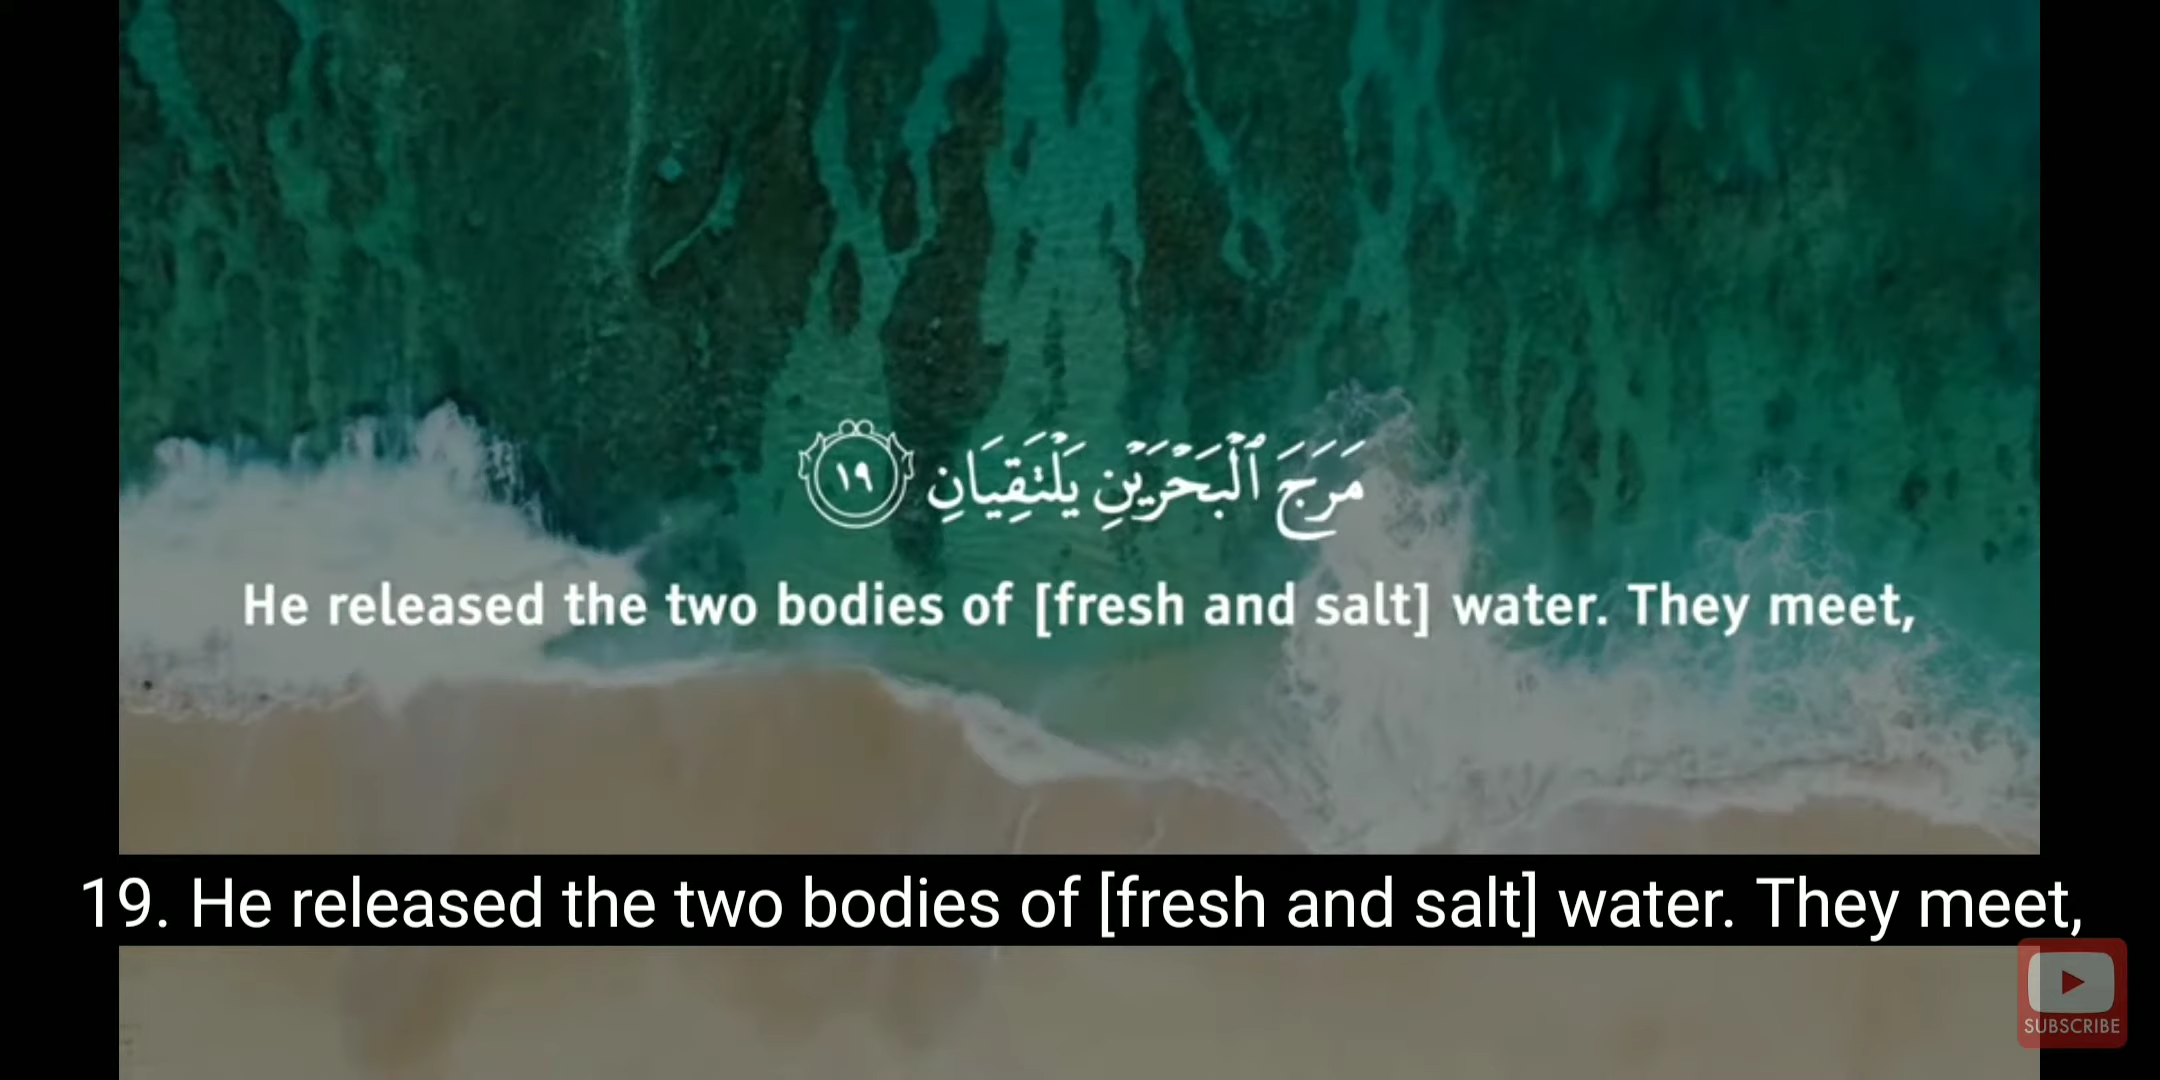 مَرَجَ ٱلْبَحْرَيْنِ يَلْتَقِيَانِ ١٩
He released the two bodies of [fresh and salt] water. They meet,
19. He released the two bodies of [fresh and salt] water. They meet,
SUBSCRIBE